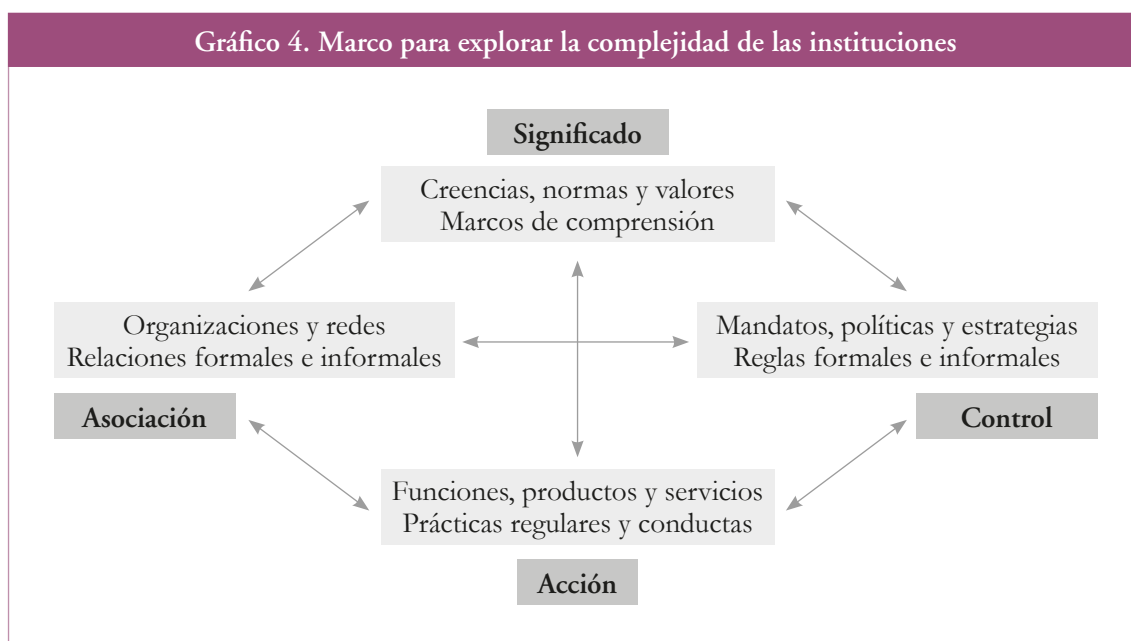 Gráfico 4. Marco para explorar la complejidad de las instituciones
Significado
Creencias, normas y valores
Marcos de comprensión
Organizaciones y redes
Relaciones formales e informales
Asociación
Mandatos, políticas y estrategias
Reglas formales e informales
Control
Funciones, productos y servicios
Prácticas regulares y conductas
Acción